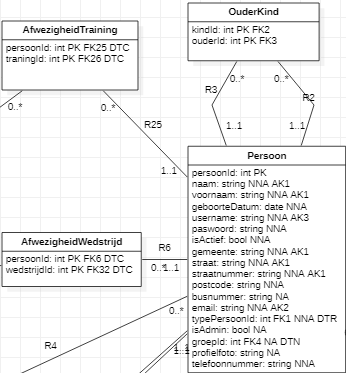 OuderKind
kindId: int PK FK2
ouderId: int PK FK3
AfwezigheidTraining
persoonId: int PK FK25 DTC
traningId: int PK FK26 DTC
0..*
0..*
0..*
0..*
R3
R2
R25
1..1
1..1
1..1
Persoon
persoonId: int PK
naam: string NNA AK1
voornaam: string NNA AK1
geboorteDatum: date NNA
username: string NNA AK3
paswoord: string NNA
isActief: bool NNA
gemeente: string NNA AK1
straat: string NNA AK1
straatnummer: string NNA AK1
postcode: string NNA
busnummer: string NA
email: string NNA AK2
typePersoonId: int FK1 NNA DTR
isAdmin: bool NA
groepId: int FK4 NA DTN
profielfoto: string NA
telefoonnummer: string NNA
AfwezigheidWedstrijd
persoonId: int PK FK6 DTC
wedstrijdId: int PK FK32 DTC
R6
0..*
1..1
0..*
R4
1..1